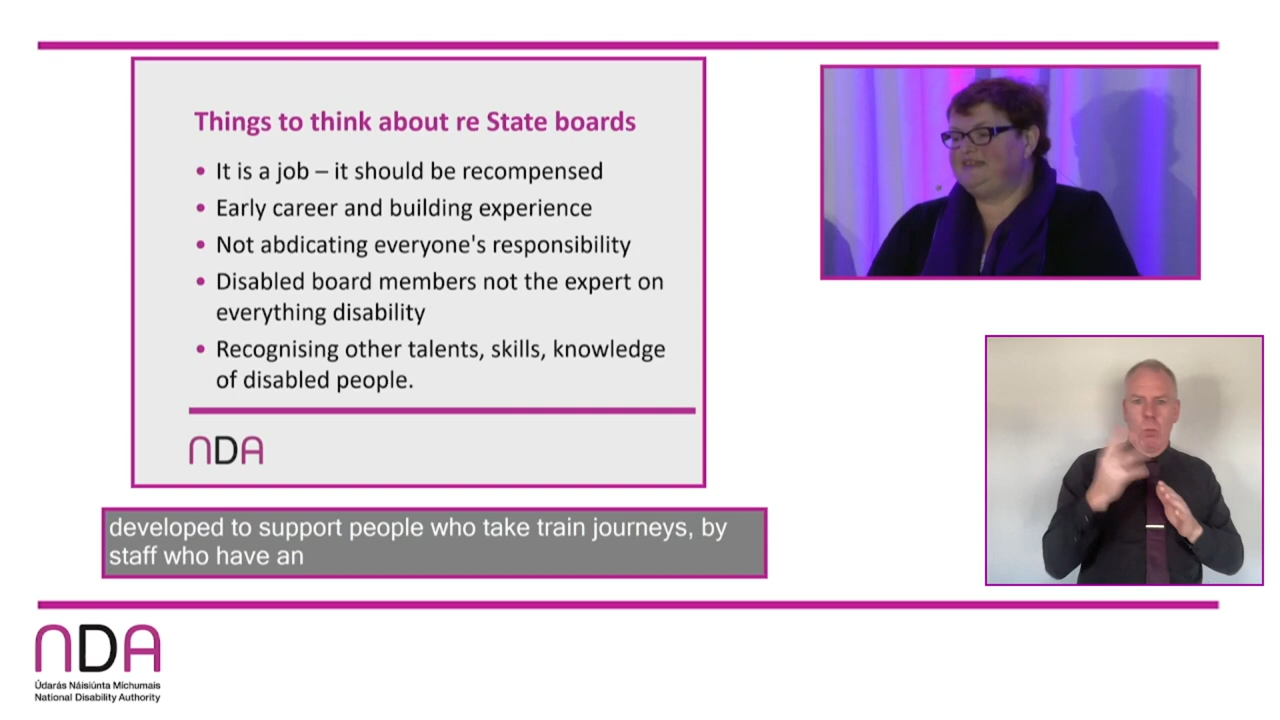 Things to think about re State boards
• It is a job – it should be recompensed
• Early career and building experience
• Not abdicating everyone's responsibility
• Disabled board members not the expert on
everything disability
• Recognising other talents, skills, knowledge
of disabled people.
NDA
developed to support people who take train journeys, by
staff who have an
NDA
Údarás Náisiúnta Míchumais
National Disability Authority